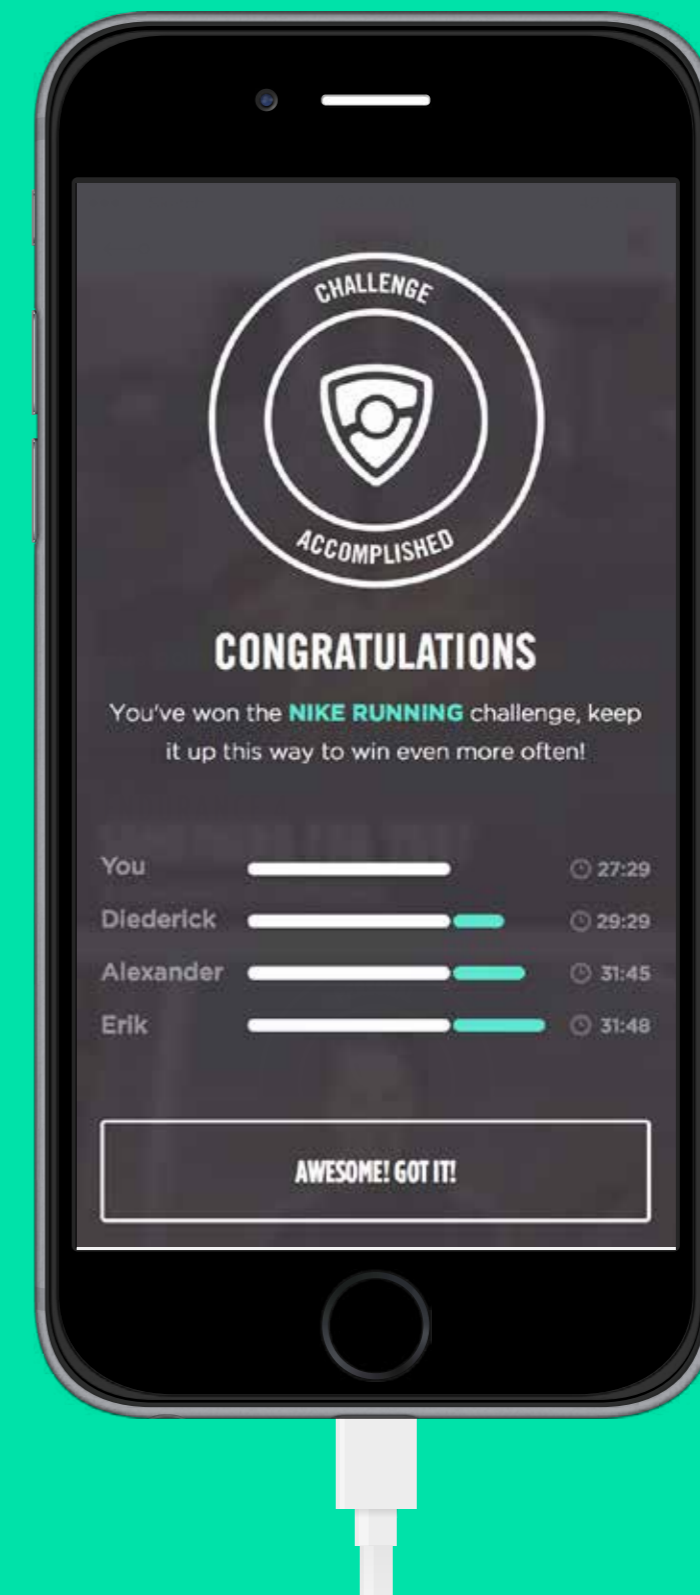 CHALLENGE
ACCOMPLISHED
CONGRATULATIONS
You've won the NIKE RUNNING challenge, keep
it up this way to win even more often!
You 27:29
Diederick 29:29
Alexander 31:45
Erik 31:48
AWESOME! GOT IT!